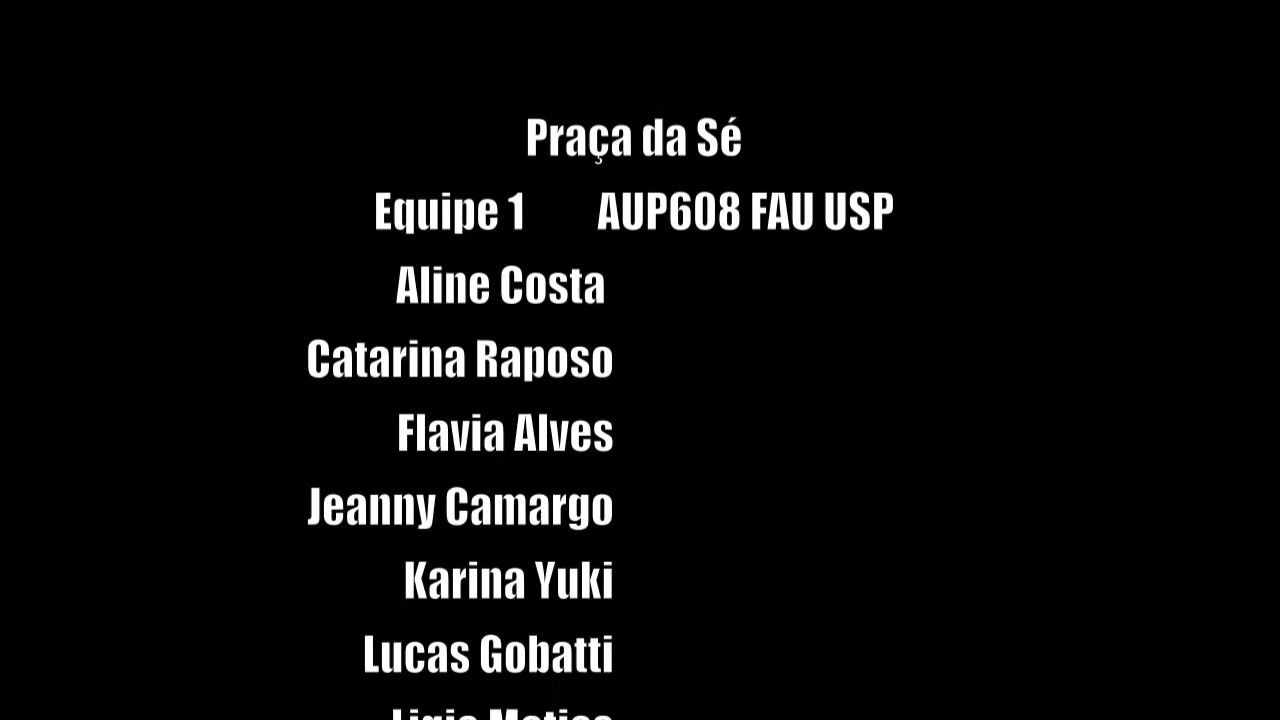 Praça da Sé
Equipe 1 AUP608 FAU USP
Aline Costa
Catarina Raposo
Flavia Alves
Jeanny Camargo
Karina Yuki
Lucas Gobatti